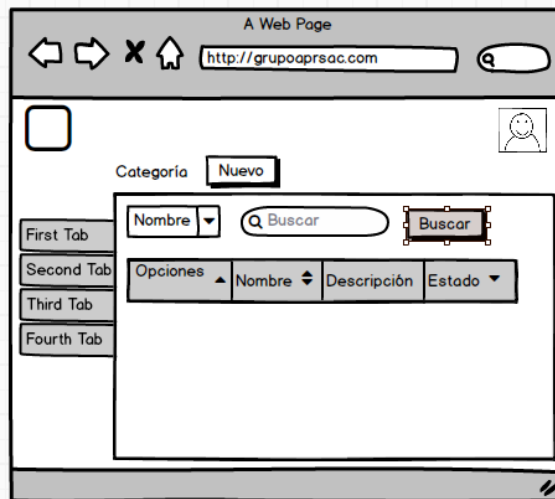 A Web Page
http://grupoaprsac.com
Categoría Nuevo
Nombre Buscar Buscar
First Tab
Second Tab
Third Tab
Fourth Tab
Opciones Nombre Descripción Estado